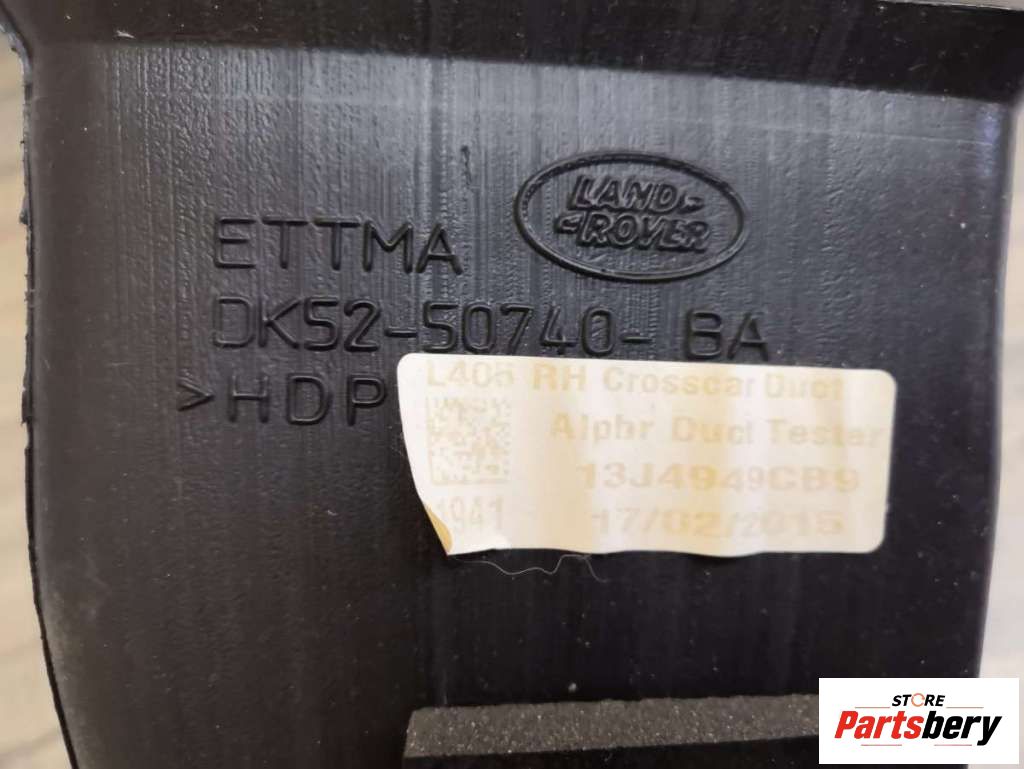 LAND-
-ROVER
ETTMA
DK52-50740-BA
>HDP
L405 RH Crosscar Duct
Alphr Duct Tester
13J4949CB9
1941 17/02/2015
STORE
Partsbery